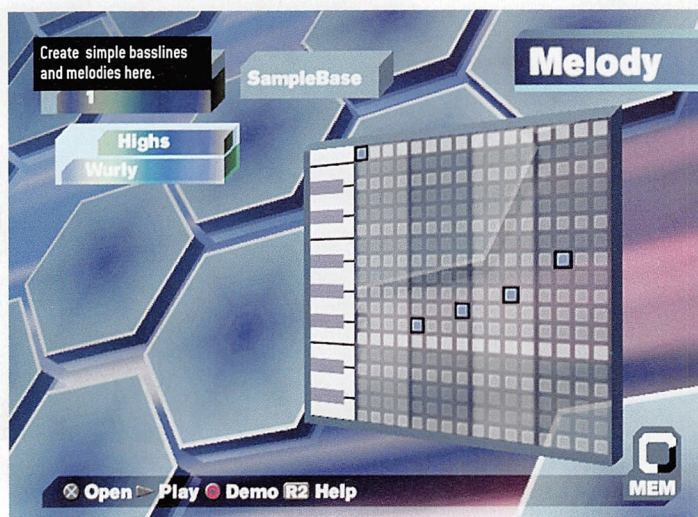 Create simple basslines
and melodies here.
1
SampleBase
Melody
Highs
Wurly
Open Play Demo R2 Help
MEM